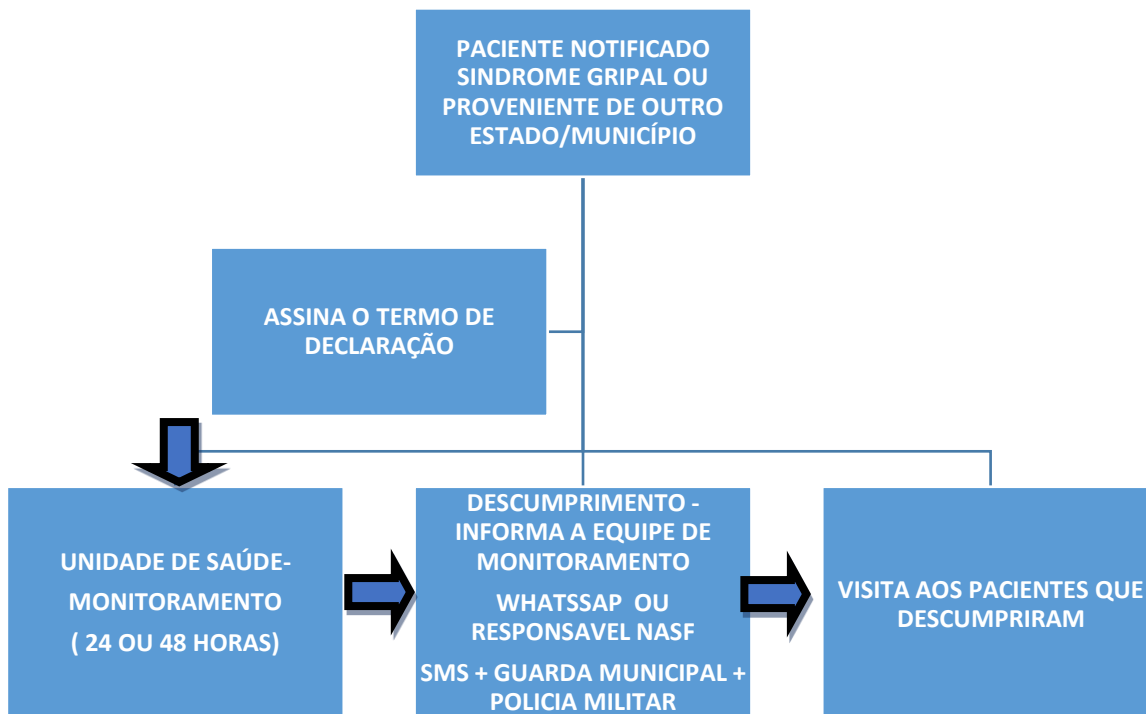 PACIENTE NOTIFICADO
SINDROME GRIPAL OU
PROVENIENTE DE OUTRO
ESTADO/MUNICÍPIO
ASSINA O TERMO DE
DECLARAÇÃO
UNIDADE DE SAÚDE-
MONITORAMENTO
( 24 OU 48 HORAS)
DESCUMPRIMENTO -
INFORMA A EQUIPE DE
MONITORAMENTO
WHATSSAP OU
RESPONSAVEL NASF
SMS + GUARDA MUNICIPAL +
POLICIA MILITAR
VISITA AOS PACIENTES QUE
DESCUMPRIRAM